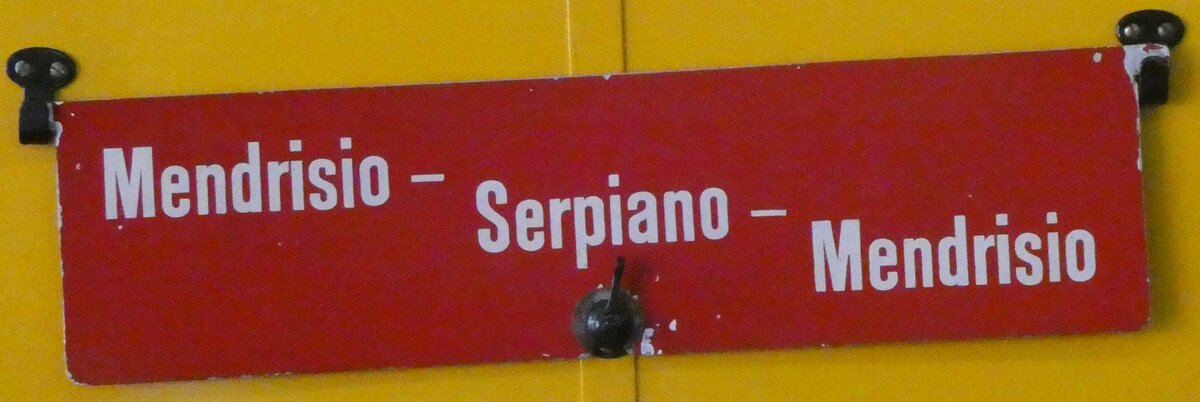 Mendrisio –
Serpiano –
Mendrisio